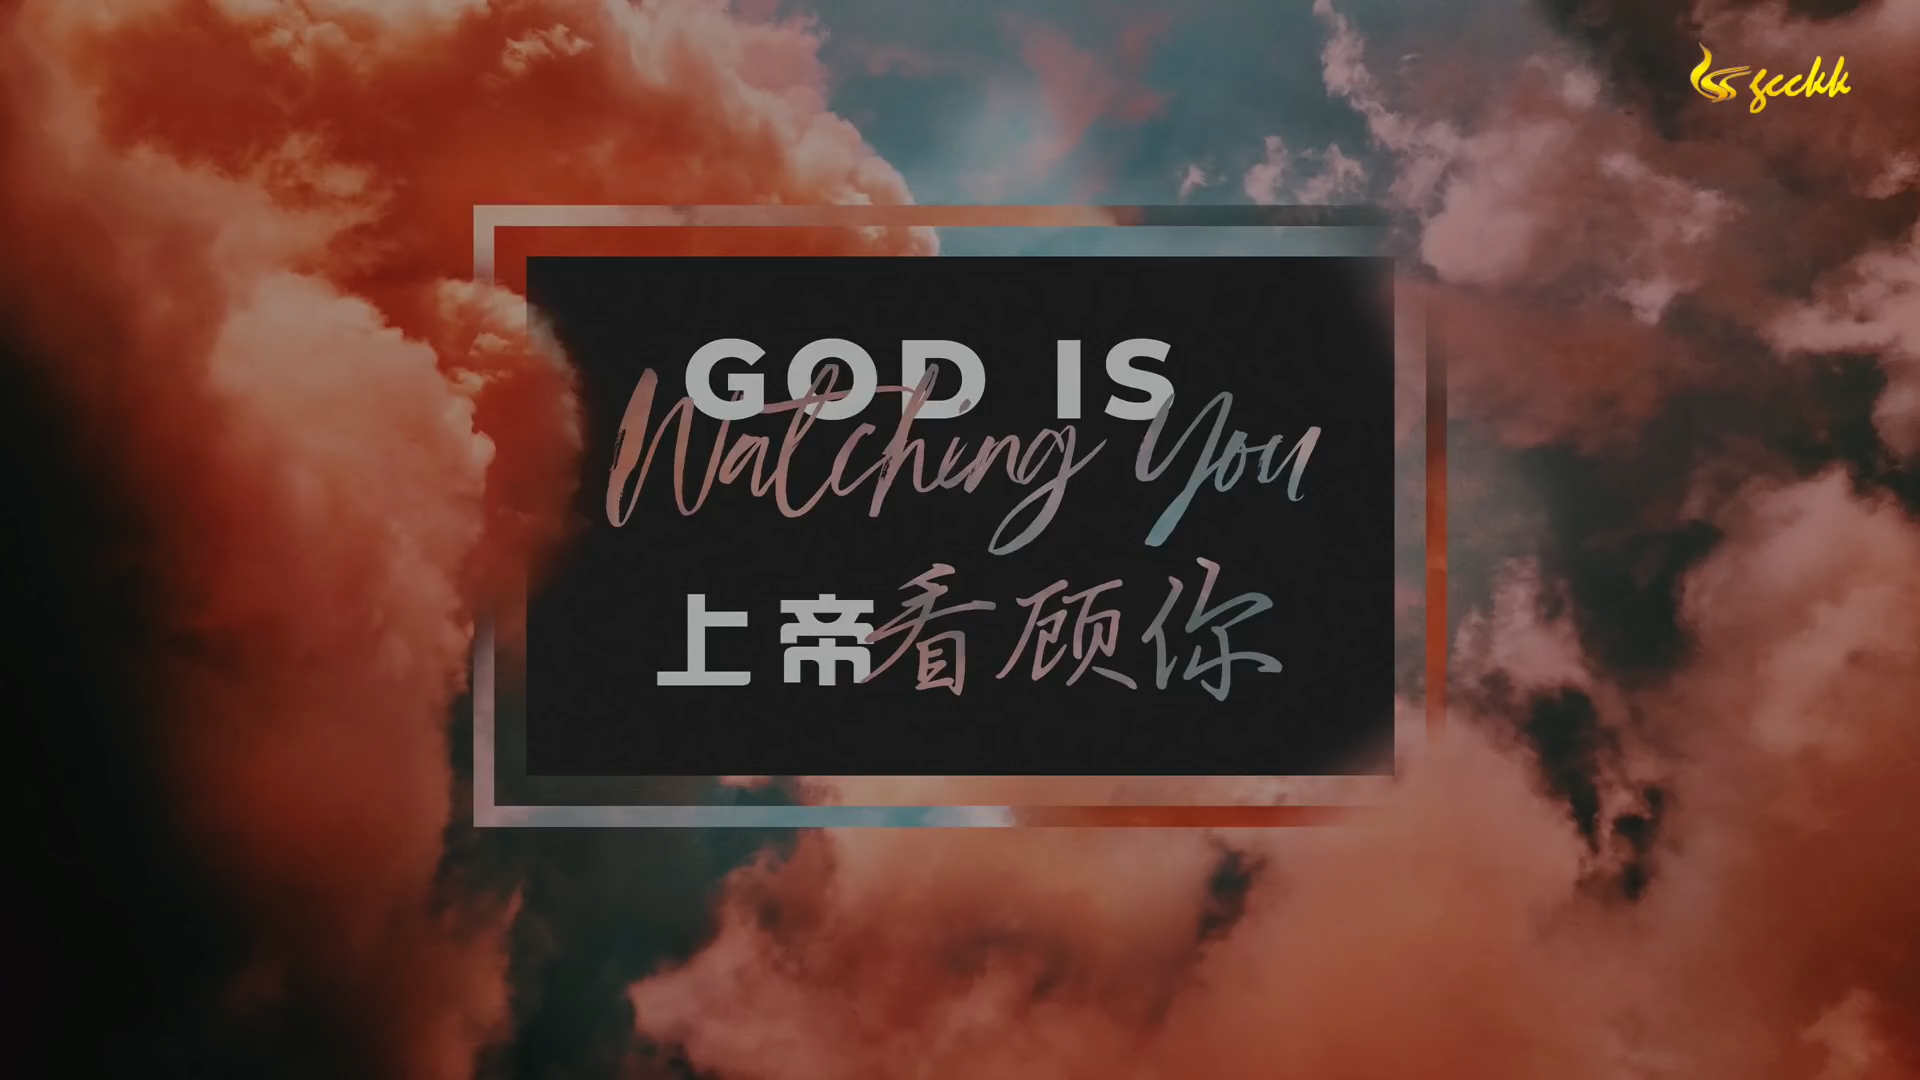 gcckk
GOD IS
Watching You
上帝看顾你